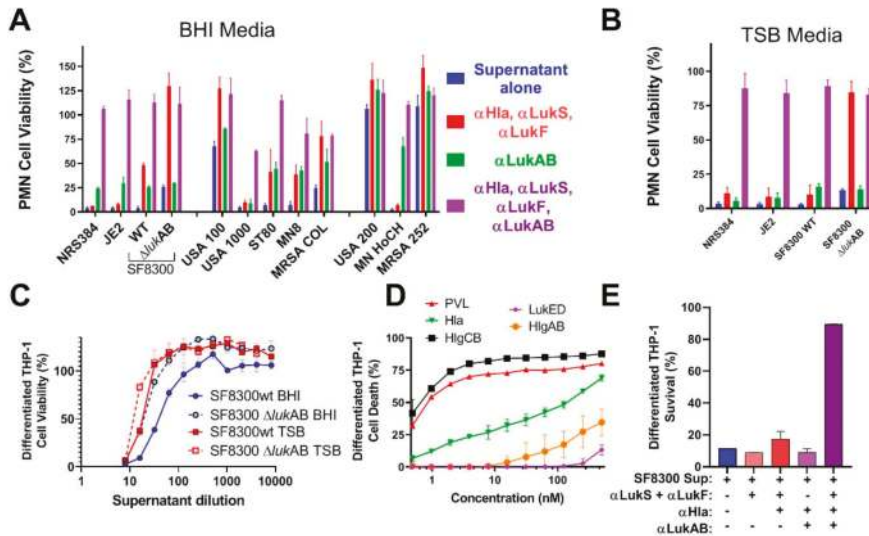 A
BHI Media
PMN Cell Viability (%)
150
125
100
75
50
25
0
NRS384
JE2
WT
ΔlukAB
SF8300
USA 100
USA 1000
ST80
MN8
MRSA COL
USA 200
MN HoCH
MRSA 252
Supernatant
alone
αHla, αLukS,
αLukF
αLukAB
αHla, αLukS,
αLukF,
αLukAB
B
TSB Media
PMN Cell Viability (%)
100
75
50
25
0
NRS384
JE2
SF8300 WT
SF8300
ΔlukAB
C
Differentiated THP-1
Cell Viability (%)
100
50
0
1
10
100
1000
10000
Supernatant dilution
SF8300wt BHI
SF8300 ΔlukAB BHI
SF8300wt TSB
SF8300 ΔlukAB TSB
D
PVL
Hla
HlgCB
LukED
HlgAB
Differentiated THP-1
Cell Death (%)
100
75
50
25
0
1
10
100
Concentration (nM)
E
Differentiated THP-1
Suvival (%)
100
80
60
40
20
0
SF8300 Sup: + + + + +
αLukS + αLukF: - + + - +
αHla: - - + + +
αLukAB: - - - + +